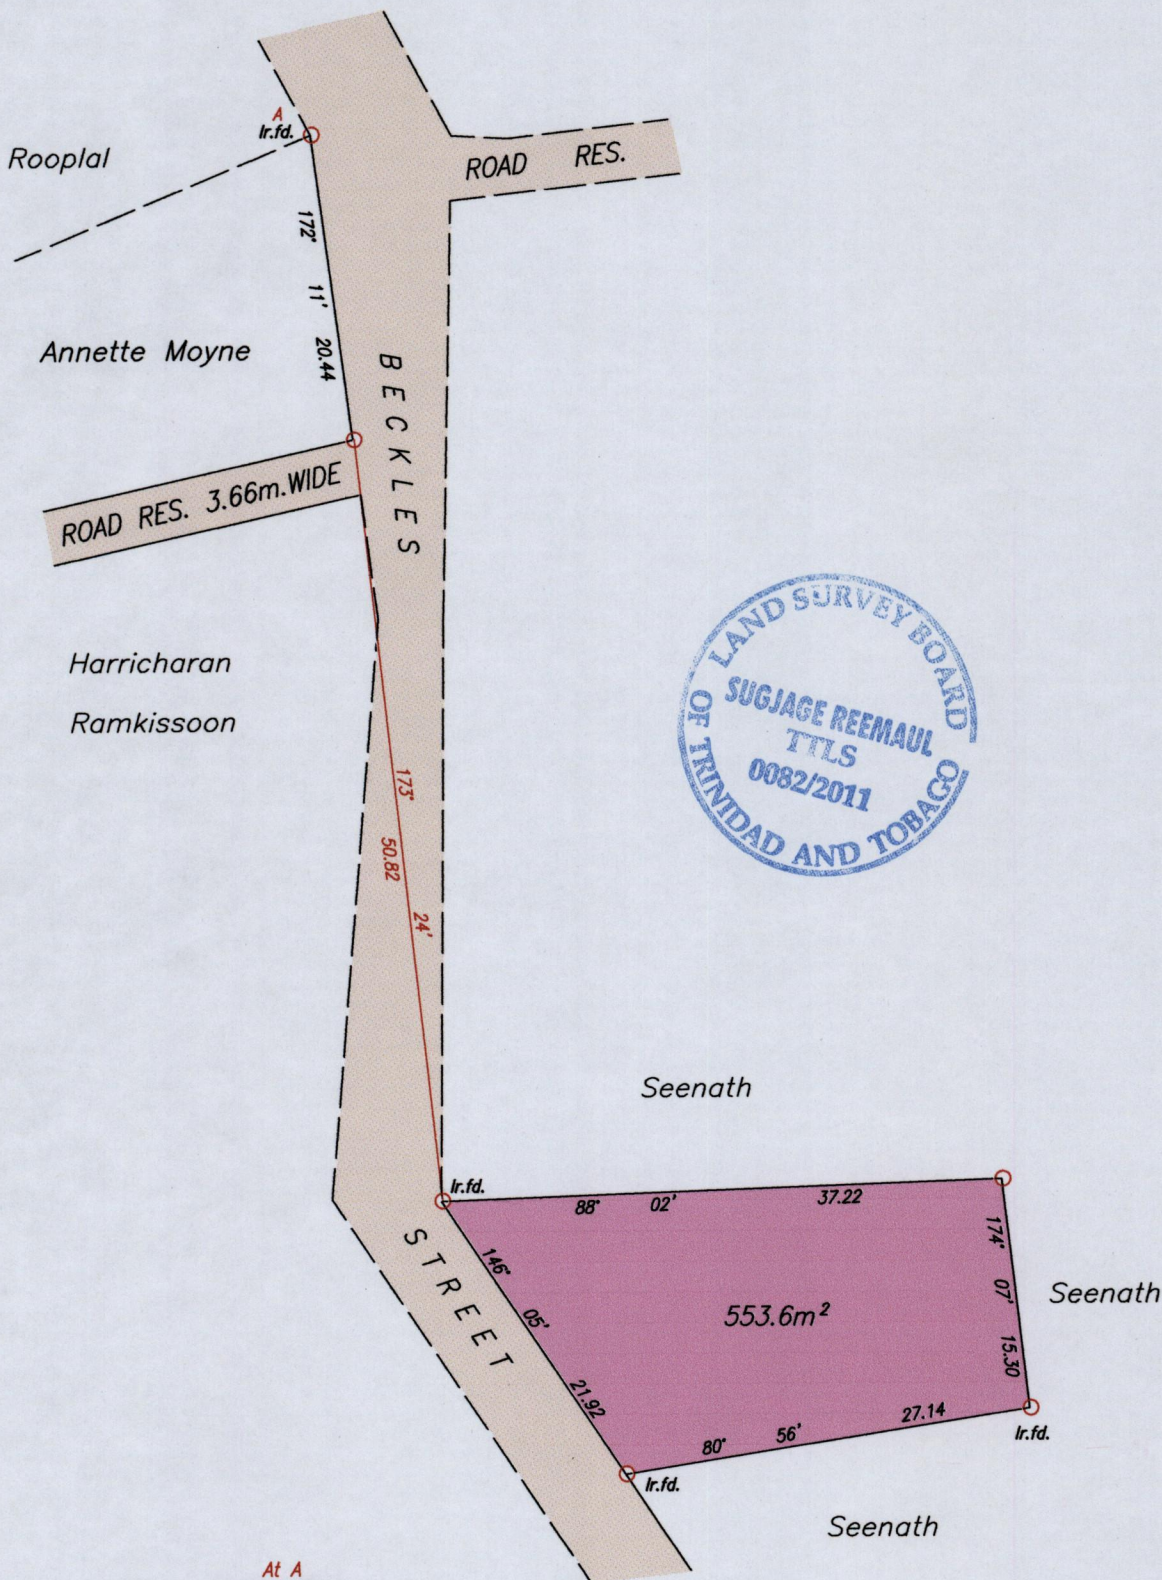 A
Ir.fd.
Rooplal
ROAD RES.
172° 11' 20.44
Annette Moyne
BECKLES
ROAD RES. 3.66m.WIDE
Harricharan
Ramkissoon
LAND SURVEY BOARD
SUGJAGE REEMAUL
TTLS
0082/2011
OF TRINIDAD AND TOBAGO
173° 24'
50.82
Seenath
Ir.fd.
88° 02' 37.22
STREET
146° 05' 21.92
174° 07' 15.30
553.6m²
Seenath
80° 56' 27.14
Ir.fd.
Ir.fd.
Seenath
At A